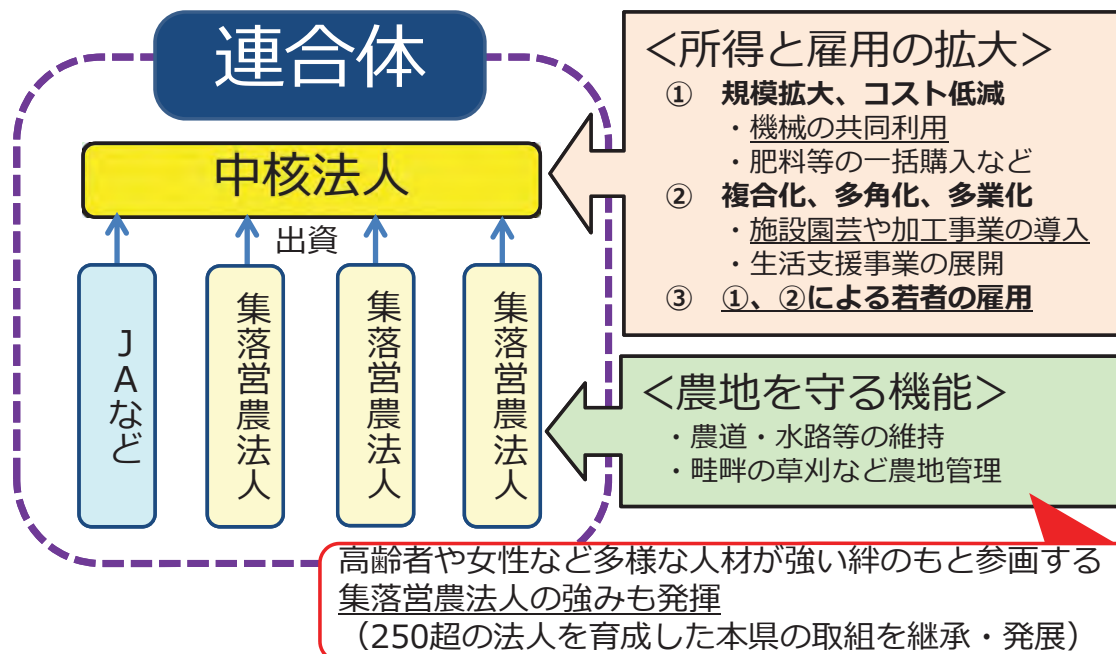 連合体
中核法人
出資
JAなど
集落営農法人
集落営農法人
集落営農法人
＜所得と雇用の拡大＞
① 規模拡大、コスト低減
・機械の共同利用
・肥料等の一括購入など
② 複合化、多角化、多業化
・施設園芸や加工事業の導入
・生活支援事業の展開
③ ①、②による若者の雇用
＜農地を守る機能＞
・農道・水路等の維持
・畦畔の草刈など農地管理
高齢者や女性など多様な人材が強い絆のもと参画する
集落営農法人の強みも発揮
（250超の法人を育成した本県の取組を継承・発展）